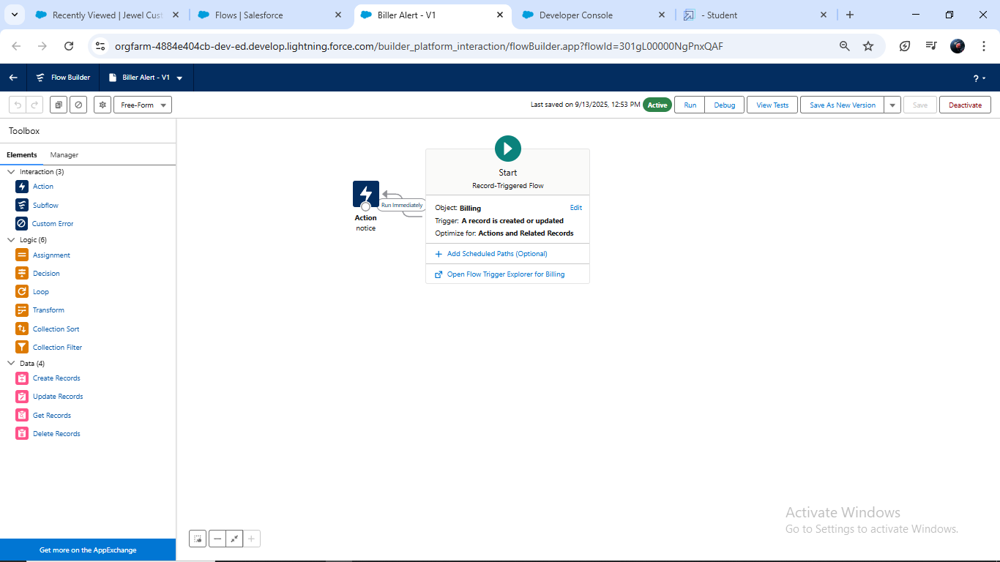 Recently Viewed | Jewel Cust
Flows | Salesforce
Biller Alert - V1
Developer Console
- Student
orgfarm-4884e404cb-dev-ed.develop.lightning.force.com/builder_platform_interaction/flowBuilder.app?flowId=301gL00000NgPnxQAF
Flow Builder
Biller Alert - V1
?
Free-Form
Last saved on 9/13/2025, 12:53 PM
Active
Run
Debug
View Tests
Save As New Version
Save
Deactivate
Toolbox
Elements
Manager
Interaction (3)
Action
Subflow
Custom Error
Logic (6)
Assignment
Decision
Loop
Transform
Collection Sort
Collection Filter
Data (4)
Create Records
Update Records
Get Records
Delete Records
Get more on the AppExchange
Action
notice
Run Immediately
Start
Record-Triggered Flow
Object: Billing
Edit
Trigger: A record is created or updated
Optimize for: Actions and Related Records
Add Scheduled Paths (Optional)
Open Flow Trigger Explorer for Billing
Activate Windows
Go to Settings to activate Windows.